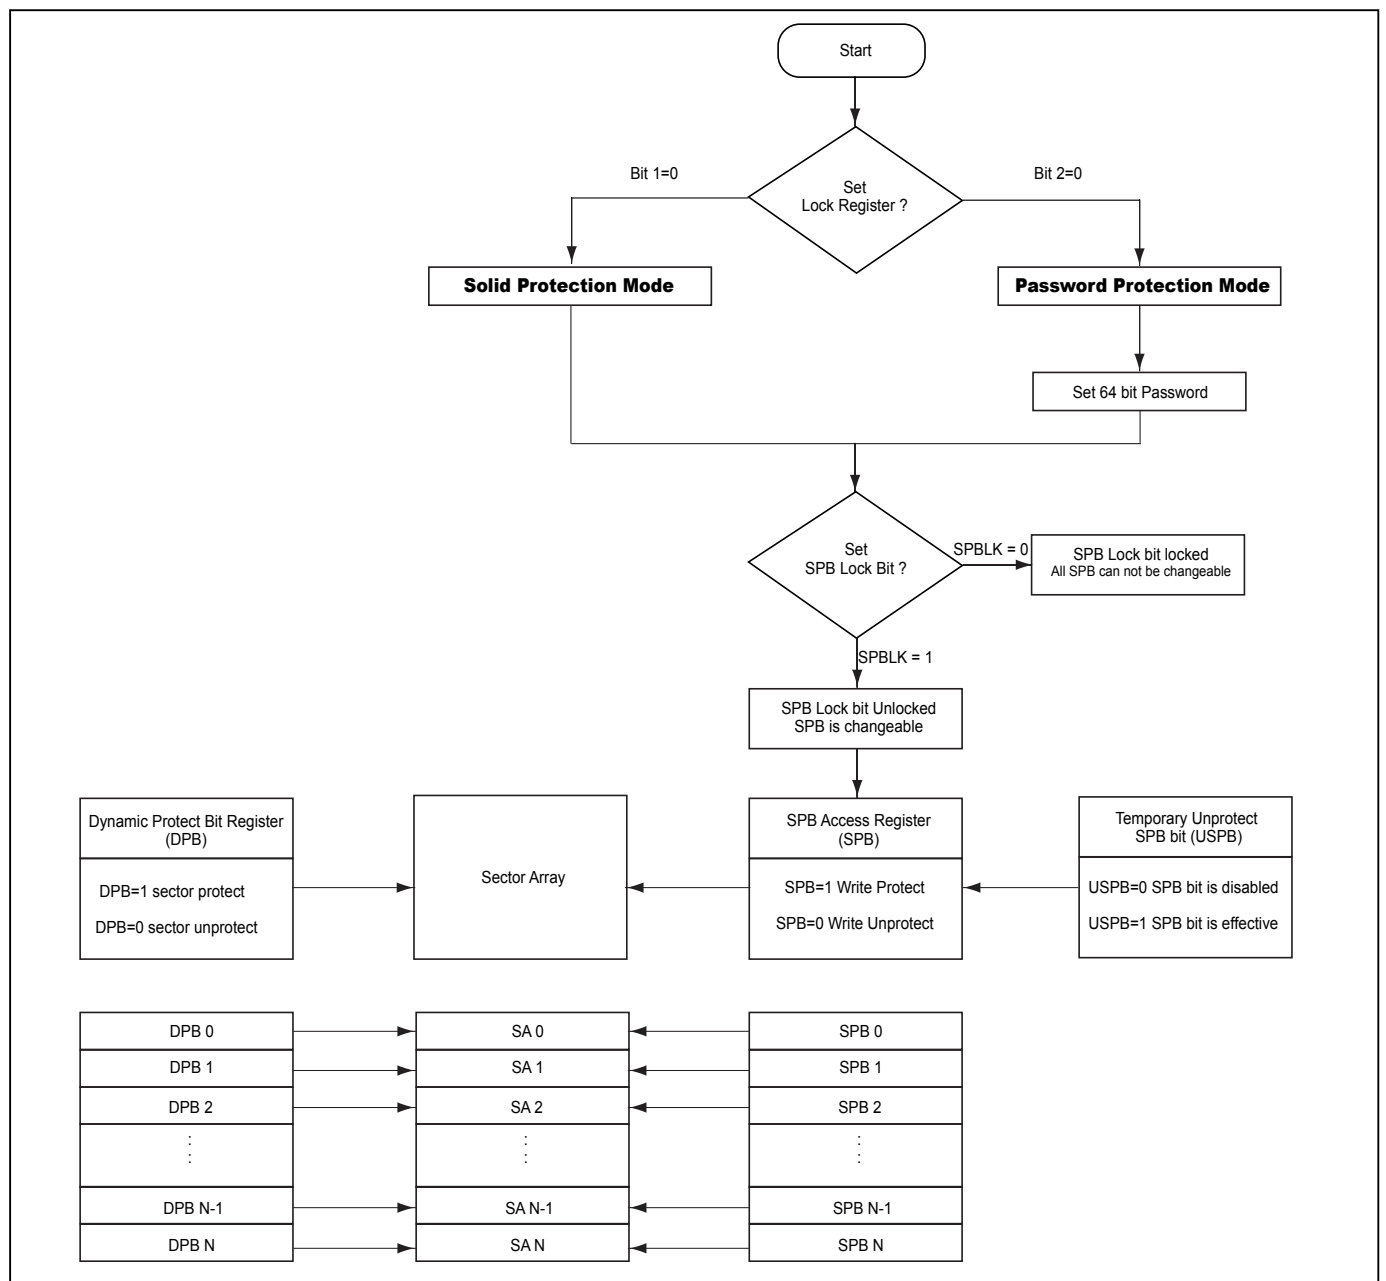 Start
Bit 1=0
Bit 2=0
Set
Lock Register ?
Solid Protection Mode
Password Protection Mode
Set 64 bit Password
Set
SPB Lock Bit ?
SPBLK = 0
SPB Lock bit locked
All SPB can not be changeable
SPBLK = 1
SPB Lock bit Unlocked
SPB is changeable
Dynamic Protect Bit Register
(DPB)
DPB=1 sector protect
DPB=0 sector unprotect
Sector Array
SPB Access Register
(SPB)
SPB=1 Write Protect
SPB=0 Write Unprotect
Temporary Unprotect
SPB bit (USPB)
USPB=0 SPB bit is disabled
USPB=1 SPB bit is effective
DPB 0
SA 0
SPB 0
DPB 1
SA 1
SPB 1
DPB 2
SA 2
SPB 2
DPB N-1
SA N-1
SPB N-1
DPB N
SA N
SPB N